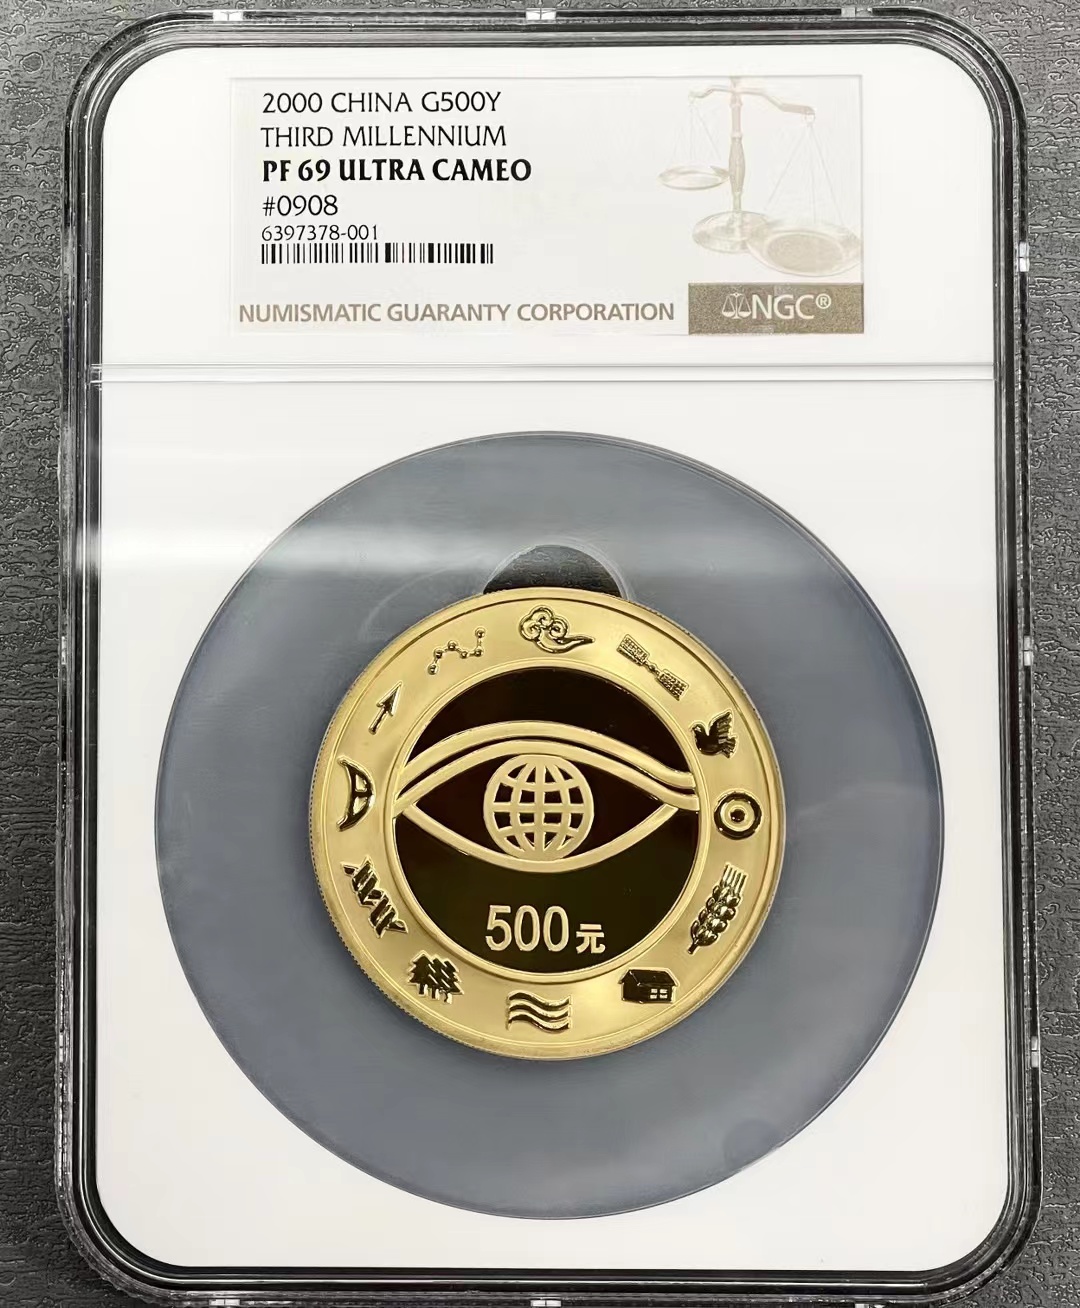 2000 CHINA G500Y
THIRD MILLENNIUM
PF 69 ULTRA CAMEO
#0908
6397378-001
NUMISMATIC GUARANTY CORPORATION
NGC®
500元